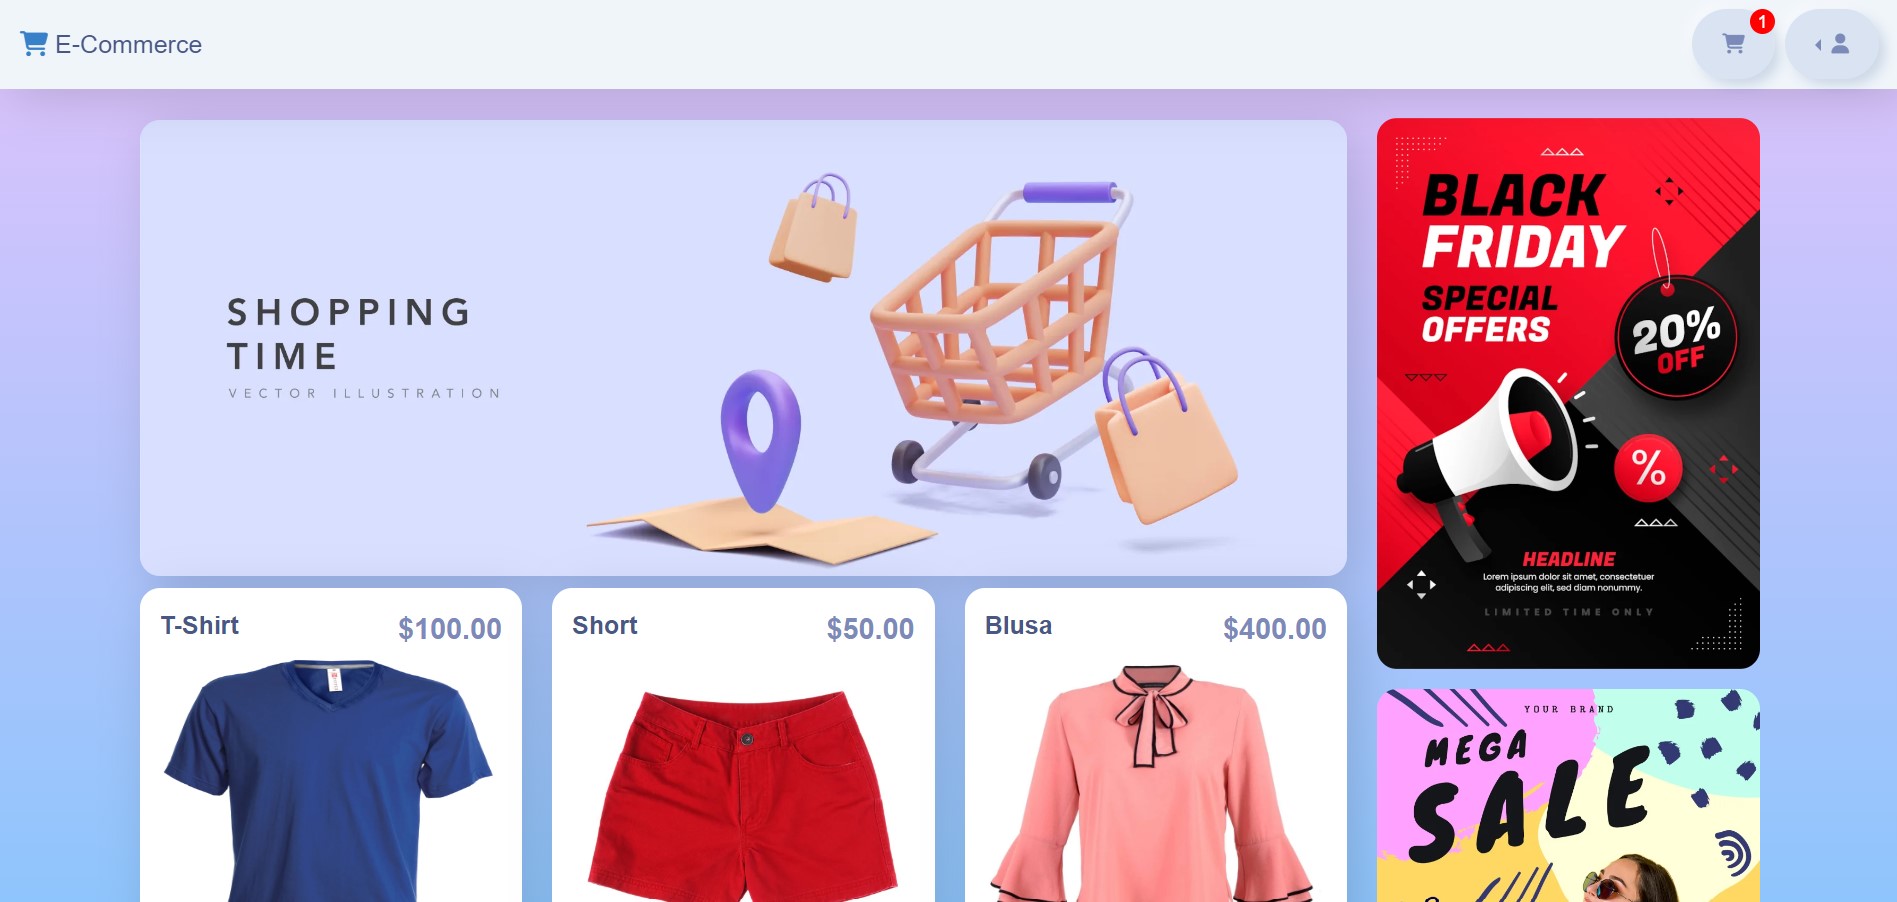 E-Commerce
1
SHOPPING
TIME
VECTOR ILLUSTRATION
BLACK
FRIDAY
SPECIAL
OFFERS
20%
OFF
%
HEADLINE
Lorem ipsum dolor sit amet, consectetuer
adipiscing elit, sed diam nonummy.
LIMITED TIME ONLY
T-Shirt
$100.00
Short
$50.00
Blusa
$400.00
YOUR BRAND
MEGA
SALE